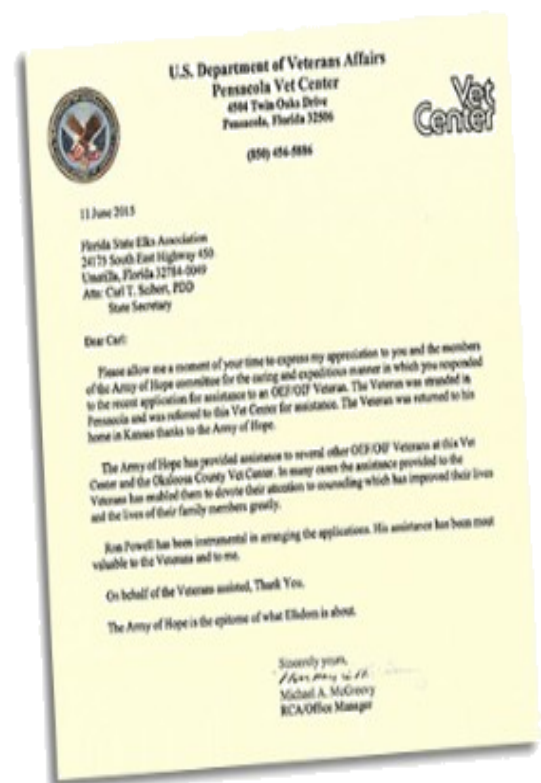 U.S. Department of Veterans Affairs
Pensacola Vet Center
4504 Twin Oaks Drive
Pensacola, Florida 32506
(850) 456-5886
Vet
Center
11 June 2015
Florida State Elks Association
24175 South East Highway 450
Umatilla, Florida 32784-0049
Attn: Carl T. Seibert, PDD
State Secretary
Dear Carl:
Please allow me a moment of your time to express my appreciation to you and the members
of the Army of Hope committee for the caring and expeditious manner in which you responded
to the recent application for assistance to an OEF/OIF Veteran. The Veteran was stranded in
Pensacola and was referred to this Vet Center for assistance. The Veteran was returned to his
home in Kansas thanks to the Army of Hope.
The Army of Hope has provided assistance to several other OEF/OIF Veterans at this Vet
Center and the Okaloosa County Vet Center. In many cases the assistance provided to the
Veterans has enabled them to devote their attention to counseling which has improved their lives
and the lives of their family members greatly.
Ron Powell has been instrumental in arranging the applications. His assistance has been most
valuable to the Veterans and to me.
On behalf of the Veterans assisted, Thank You.
The Army of Hope is the epitome of what Elkdom is about.
Sincerely yours,
Michael A. McGreevy
RCA/Office Manager